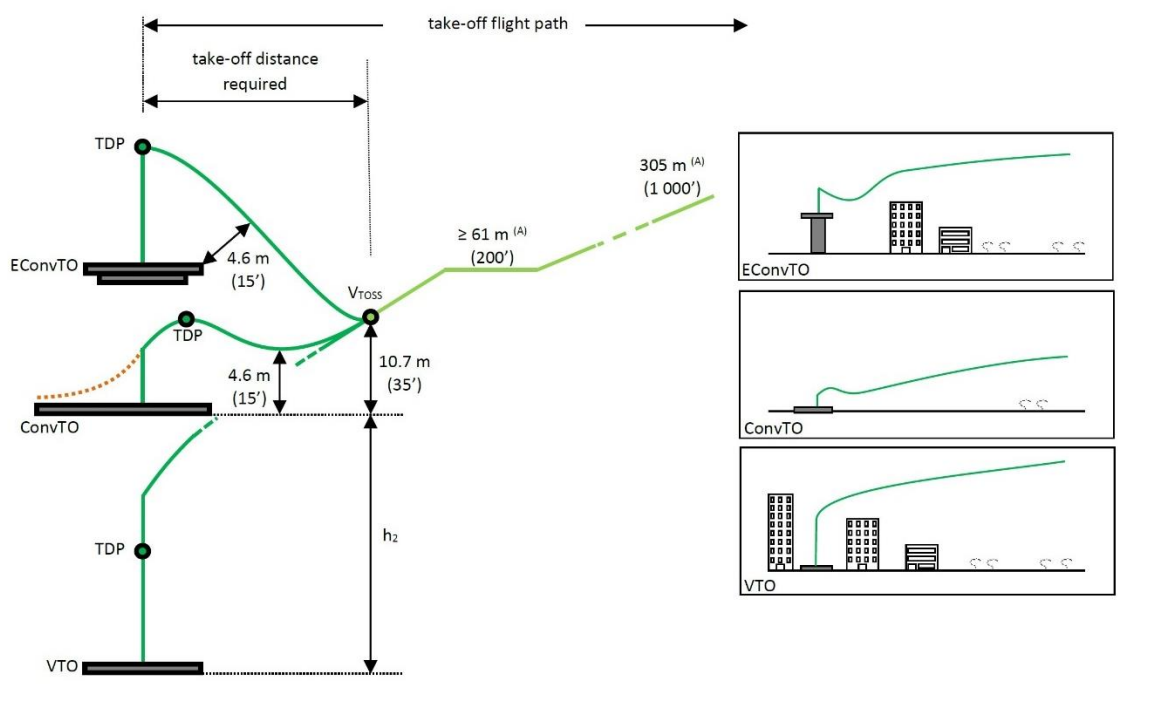 take-off flight path
take-off distance
required
TDP
305 m (A)
(1 000’)
≥ 61 m (A)
(200’)
4.6 m
(15’)
EConvTO
VTOSS
TDP
10.7 m
(35’)
4.6 m
(15’)
ConvTO
h2
TDP
VTO
EConvTO
ConvTO
VTO